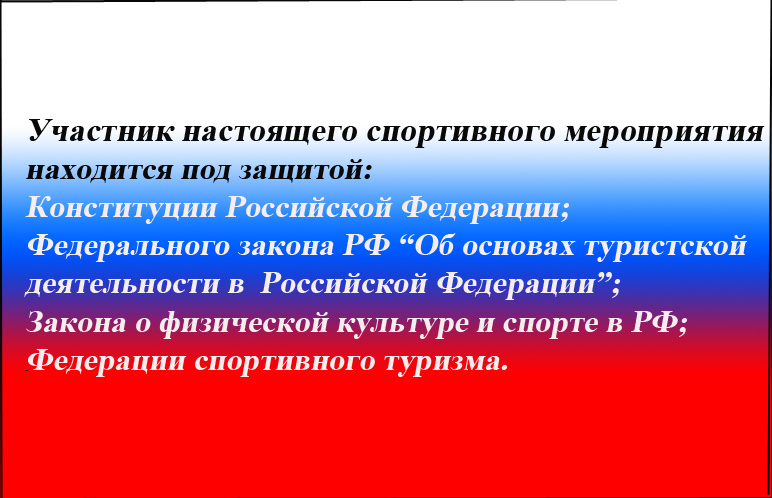 Участник настоящего спортивного мероприятия
находится под защитой:
Конституции Российской Федерации;
Федерального закона РФ “Об основах туристской
деятельности в  Российской Федерации”;
Закона о физической культуре и спорте в РФ;
Федерации спортивного туризма.